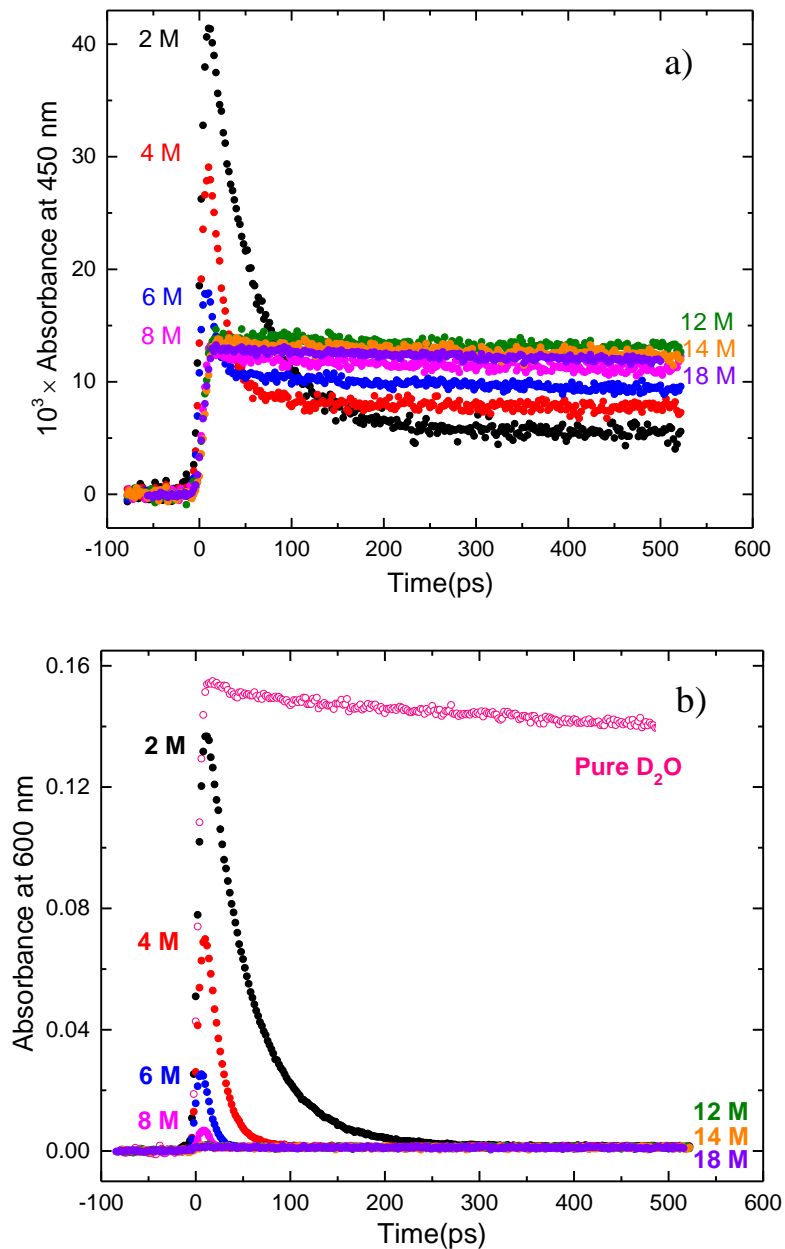 a)
10³ × Absorbance at 450 nm
40
30
20
10
0
2 M
4 M
6 M
8 M
12 M
14 M
18 M
-100 0 100 200 300 400 500 600
Time(ps)
b)
Absorbance at 600 nm
0.16
0.12
0.08
0.04
0.00
Pure D₂O
2 M
4 M
6 M
8 M
12 M
14 M
18 M
-100 0 100 200 300 400 500 600
Time(ps)